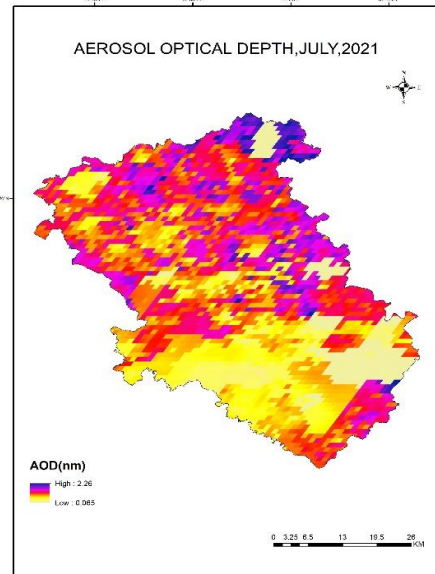 AEROSOL OPTICAL DEPTH,JULY,2021
N
W E
S
AOD(nm)
High : 2.26
Low : 0.065
0 3.25 6.5 13 19.5 26
KM